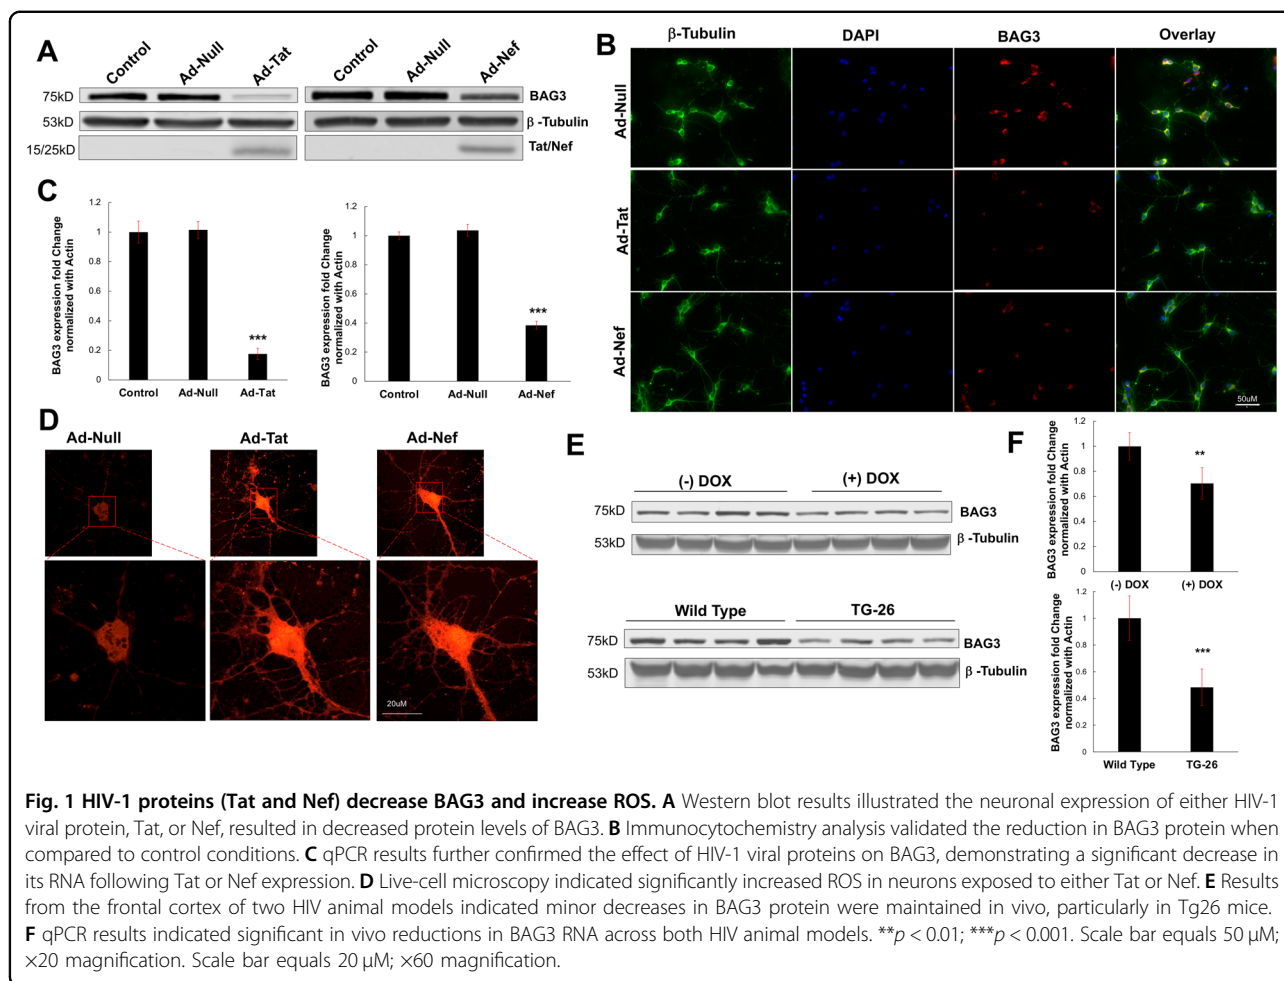 A
Control
Ad-Null
Ad-Tat
Control
Ad-Null
Ad-Nef
75kD
BAG3
53kD
β -Tubulin
15/25kD
Tat/Nef
B
β-Tubulin
DAPI
BAG3
Overlay
Ad-Null
Ad-Tat
Ad-Nef
50uM
C
BAG3 expression fold Change
normalized with Actin
1.2
1
0.8
0.6
0.4
0.2
0
***
Control
Ad-Null
Ad-Tat
BAG3 expression fold Change
normalized with Actin
1.2
1
0.8
0.6
0.4
0.2
0
***
Control
Ad-Null
Ad-Nef
D
Ad-Null
Ad-Tat
Ad-Nef
20uM
E
(-) DOX
(+) DOX
75kD
BAG3
53kD
β -Tubulin
Wild Type
TG-26
75kD
BAG3
53kD
β -Tubulin
F
BAG3 expression fold Change
normalized with Actin
1.2
1
0.8
0.6
0.4
0.2
0
**
(-) DOX
(+) DOX
BAG3 expression fold Change
normalized with Actin
1.2
1
0.8
0.6
0.4
0.2
0
***
Wild Type
TG-26
Fig. 1 HIV-1 proteins (Tat and Nef) decrease BAG3 and increase ROS. A Western blot results illustrated the neuronal expression of either HIV-1
viral protein, Tat, or Nef, resulted in decreased protein levels of BAG3. B Immunocytochemistry analysis validated the reduction in BAG3 protein when
compared to control conditions. C qPCR results further confirmed the effect of HIV-1 viral proteins on BAG3, demonstrating a significant decrease in
its RNA following Tat or Nef expression. D Live-cell microscopy indicated significantly increased ROS in neurons exposed to either Tat or Nef. E Results
from the frontal cortex of two HIV animal models indicated minor decreases in BAG3 protein were maintained in vivo, particularly in Tg26 mice.
F qPCR results indicated significant in vivo reductions in BAG3 RNA across both HIV animal models. **p < 0.01; ***p < 0.001. Scale bar equals 50 μM;
×20 magnification. Scale bar equals 20 μM; ×60 magnification.